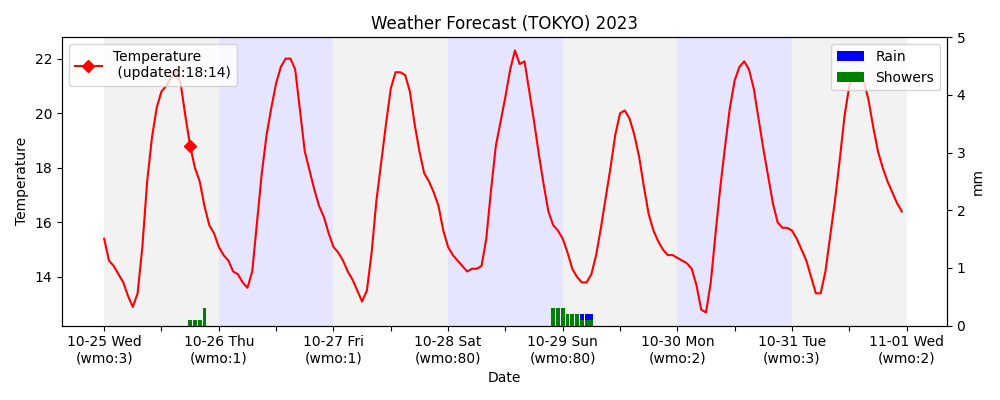 Weather Forecast (TOKYO) 2023
Temperature
(updated:18:14)
Rain
Showers
Temperature
22
20
18
16
14
5
4
3
2
1
0
mm
10-25 Wed
(wmo:3)
10-26 Thu
(wmo:1)
10-27 Fri
(wmo:1)
10-28 Sat
(wmo:80)
10-29 Sun
(wmo:80)
10-30 Mon
(wmo:2)
10-31 Tue
(wmo:3)
11-01 Wed
(wmo:2)
Date